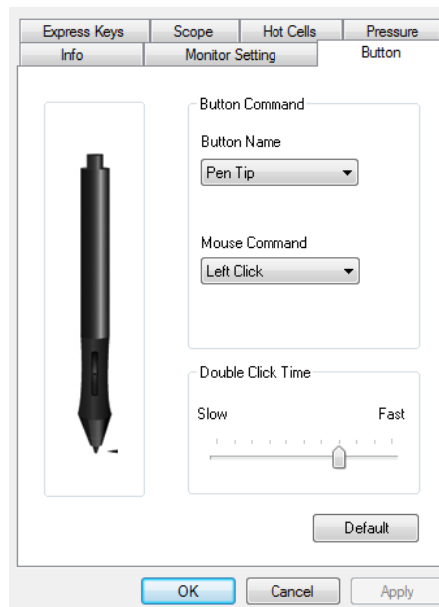 Express Keys Scope Hot Cells Pressure
Info Monitor Setting Button
Button Command
Button Name
Pen Tip
Mouse Command
Left Click
Double Click Time
Slow Fast
Default
OK Cancel Apply